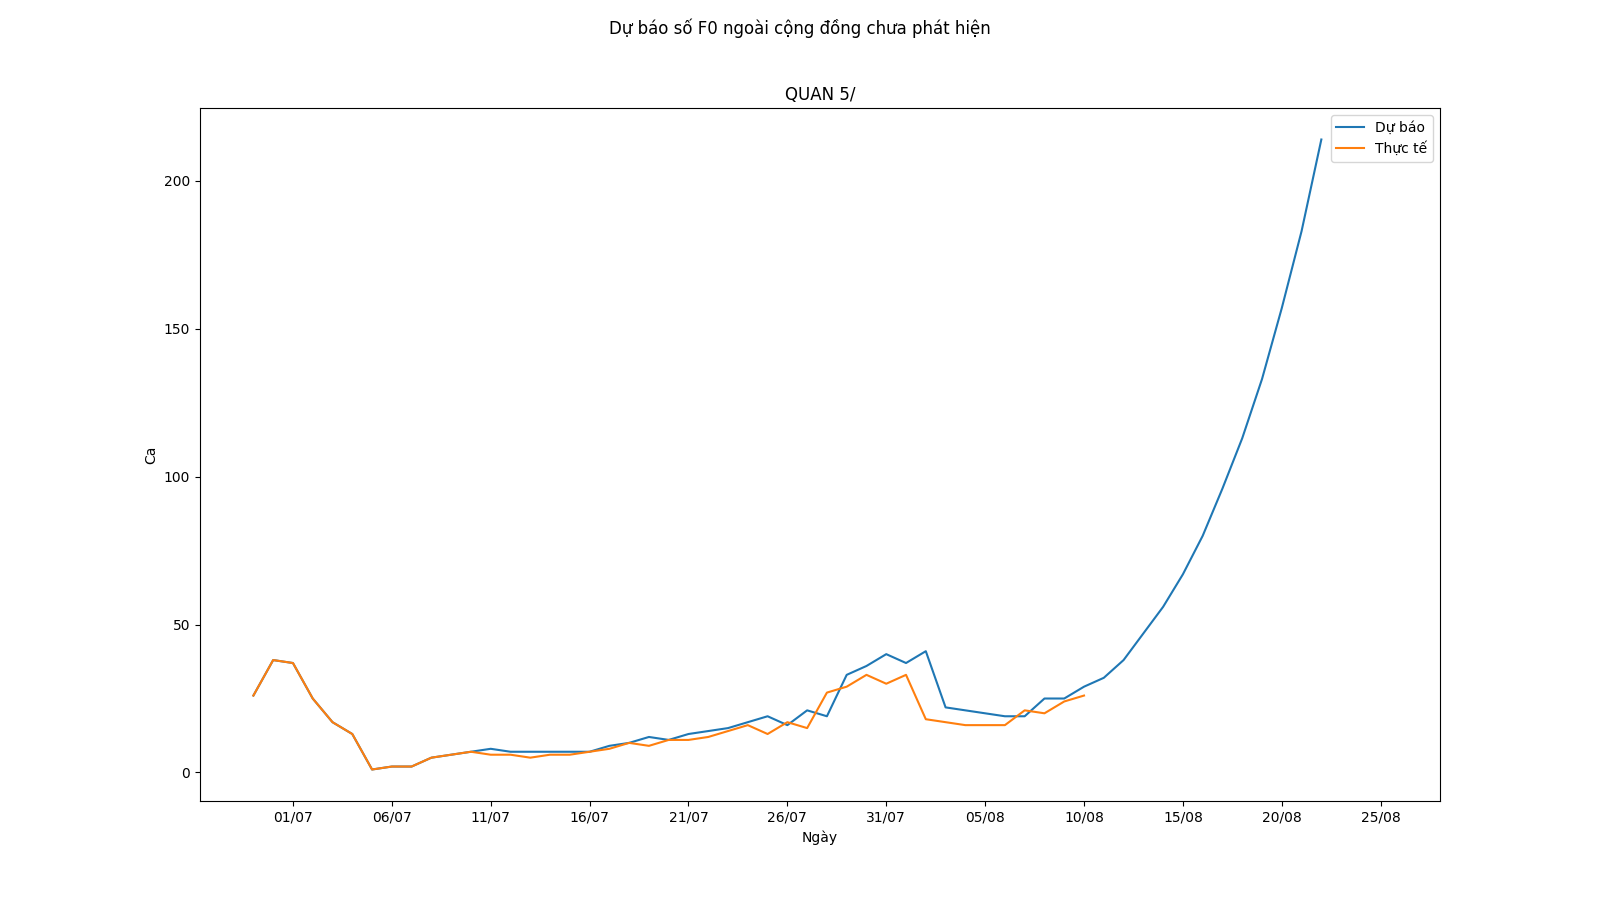 Dự báo số F0 ngoài cộng đồng chưa phát hiện
QUAN 5/
Dự báo
Thực tế
200
150
100
50
0
Ca
01/07 06/07 11/07 16/07 21/07 26/07 31/07 05/08 10/08 15/08 20/08 25/08
Ngày